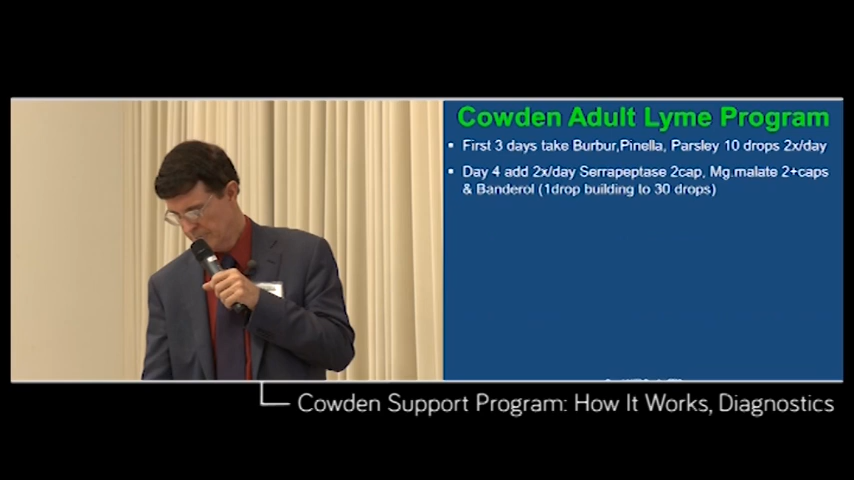 Cowden Adult Lyme Program
• First 3 days take Burbur,Pinella, Parsley 10 drops 2x/day
• Day 4 add 2x/day Serrapeptase 2cap, Mg.malate 2+caps
& Banderol (1drop building to 30 drops)
Cowden Support Program: How It Works, Diagnostics